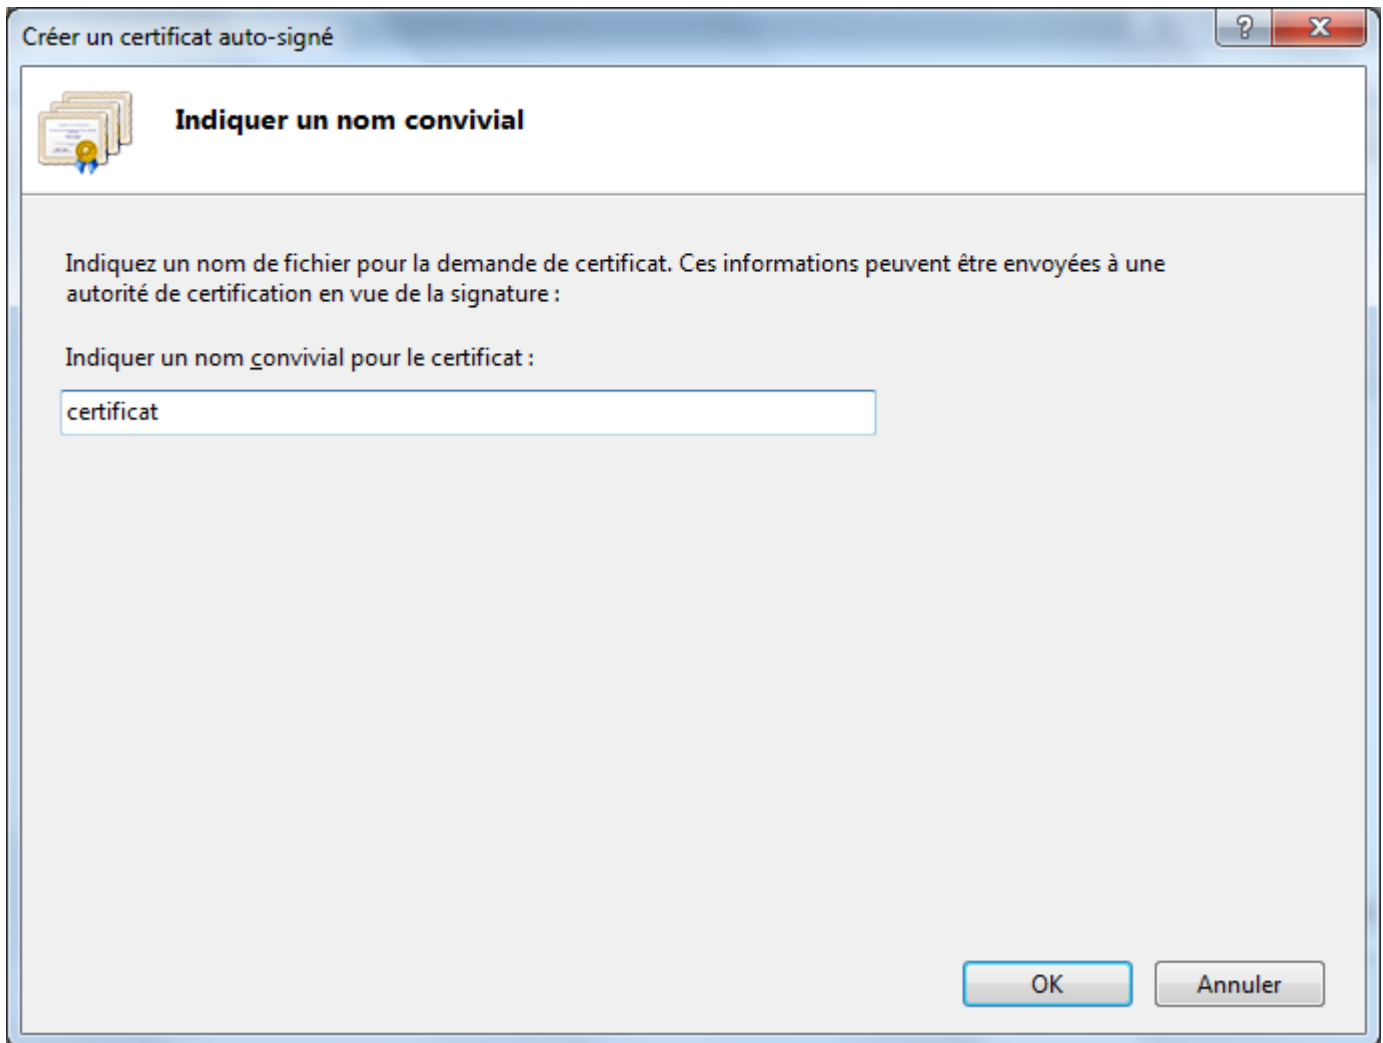 Créer un certificat auto-signé
Indiquer un nom convivial
Indiquez un nom de fichier pour la demande de certificat. Ces informations peuvent être envoyées à une
autorité de certification en vue de la signature :
Indiquer un nom convivial pour le certificat :
certificat
OK
Annuler